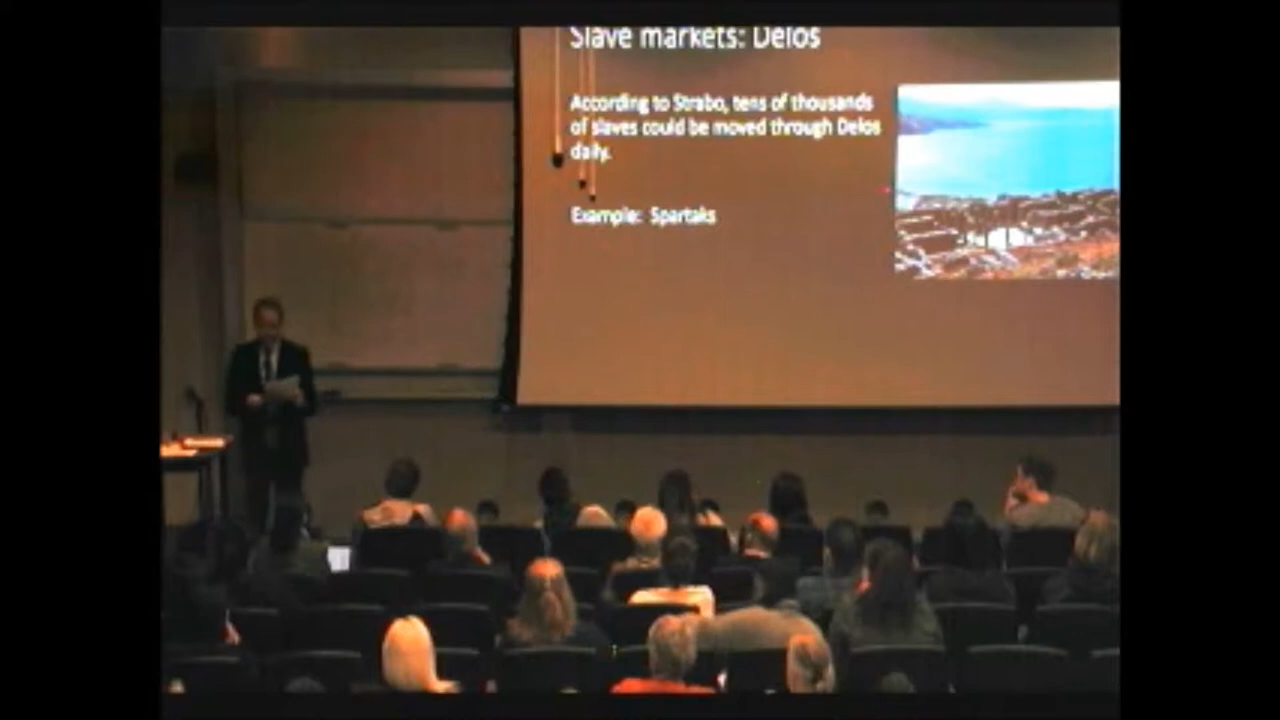 Slave markets: Delos
According to Strabo, tens of thousands
of slaves could be moved through Delos
daily.
Example: Spartaks